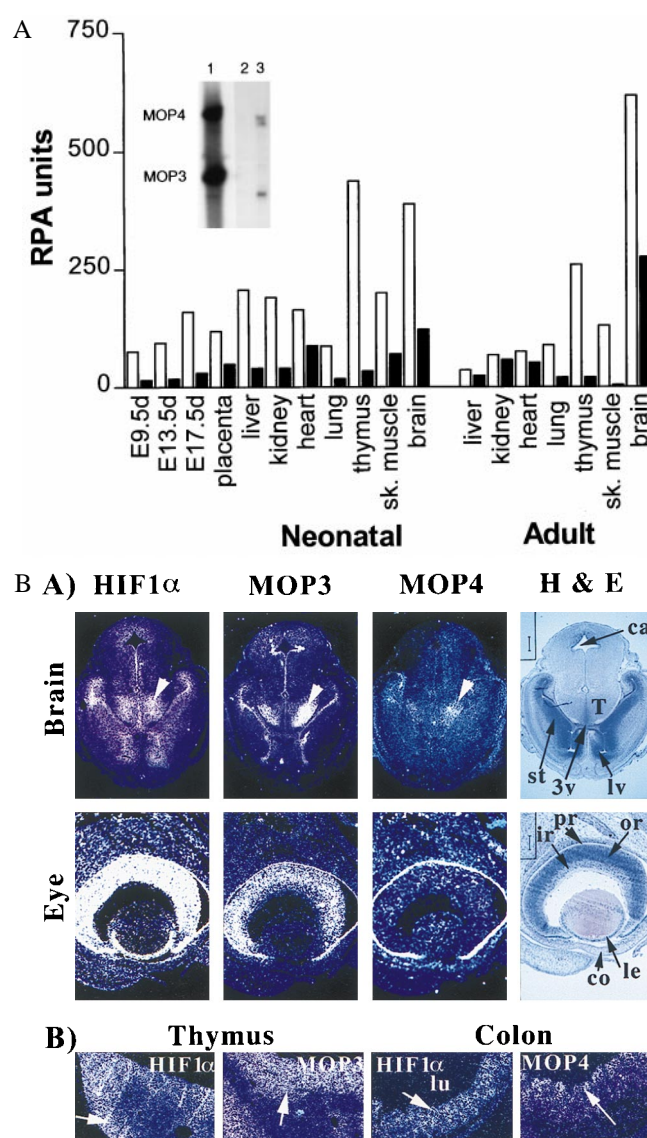 A
750
500
250
0
RPA units
1 2 3
MOP4
MOP3
E9.5d
E13.5d
E17.5d
placenta
liver
kidney
heart
lung
thymus
sk. muscle
brain
liver
kidney
heart
lung
thymus
sk. muscle
brain
Neonatal Adult
B A) HIF1α MOP3 MOP4 H & E
Brain
ca
T
st 3v lv
Eye
pr
ir or
le
co
B) Thymus Colon
HIF1α MOP3 HIF1α MOP4
lu